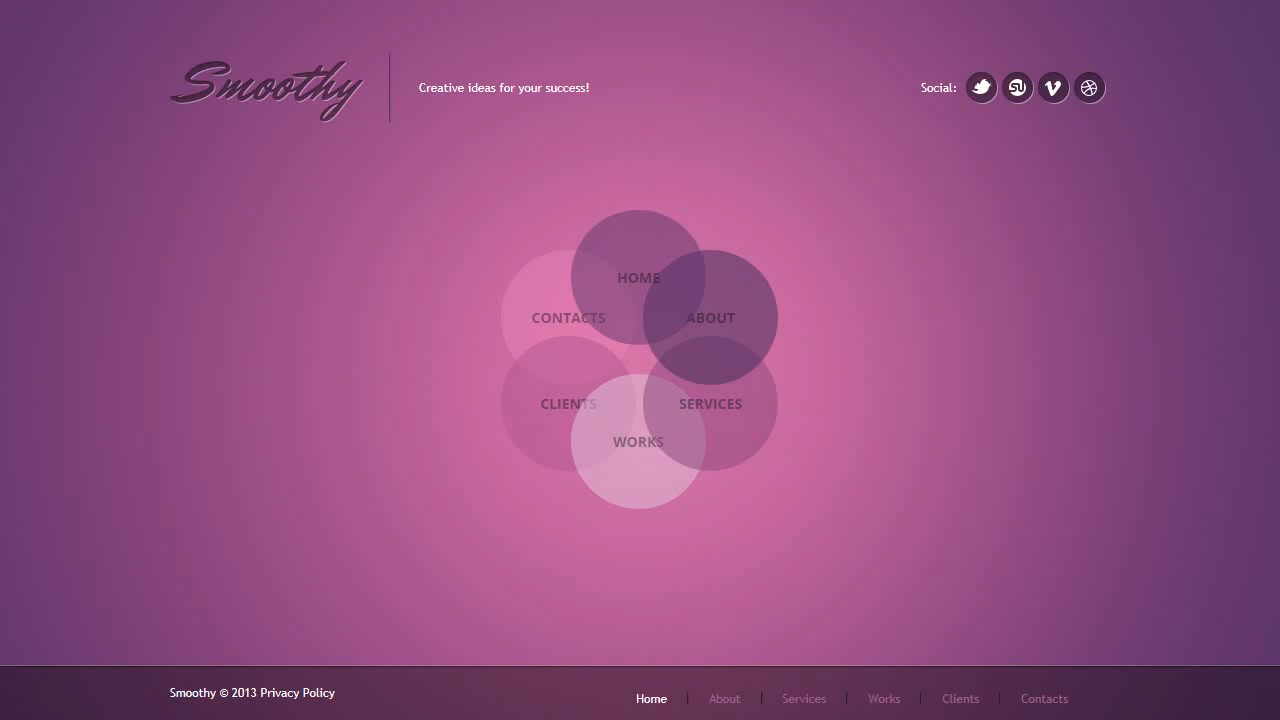 Smoothy
Creative ideas for your success!
Social:
HOME
CONTACTS
ABOUT
CLIENTS
SERVICES
WORKS
Smoothy © 2013 Privacy Policy
Home | About | Services | Works | Clients | Contacts